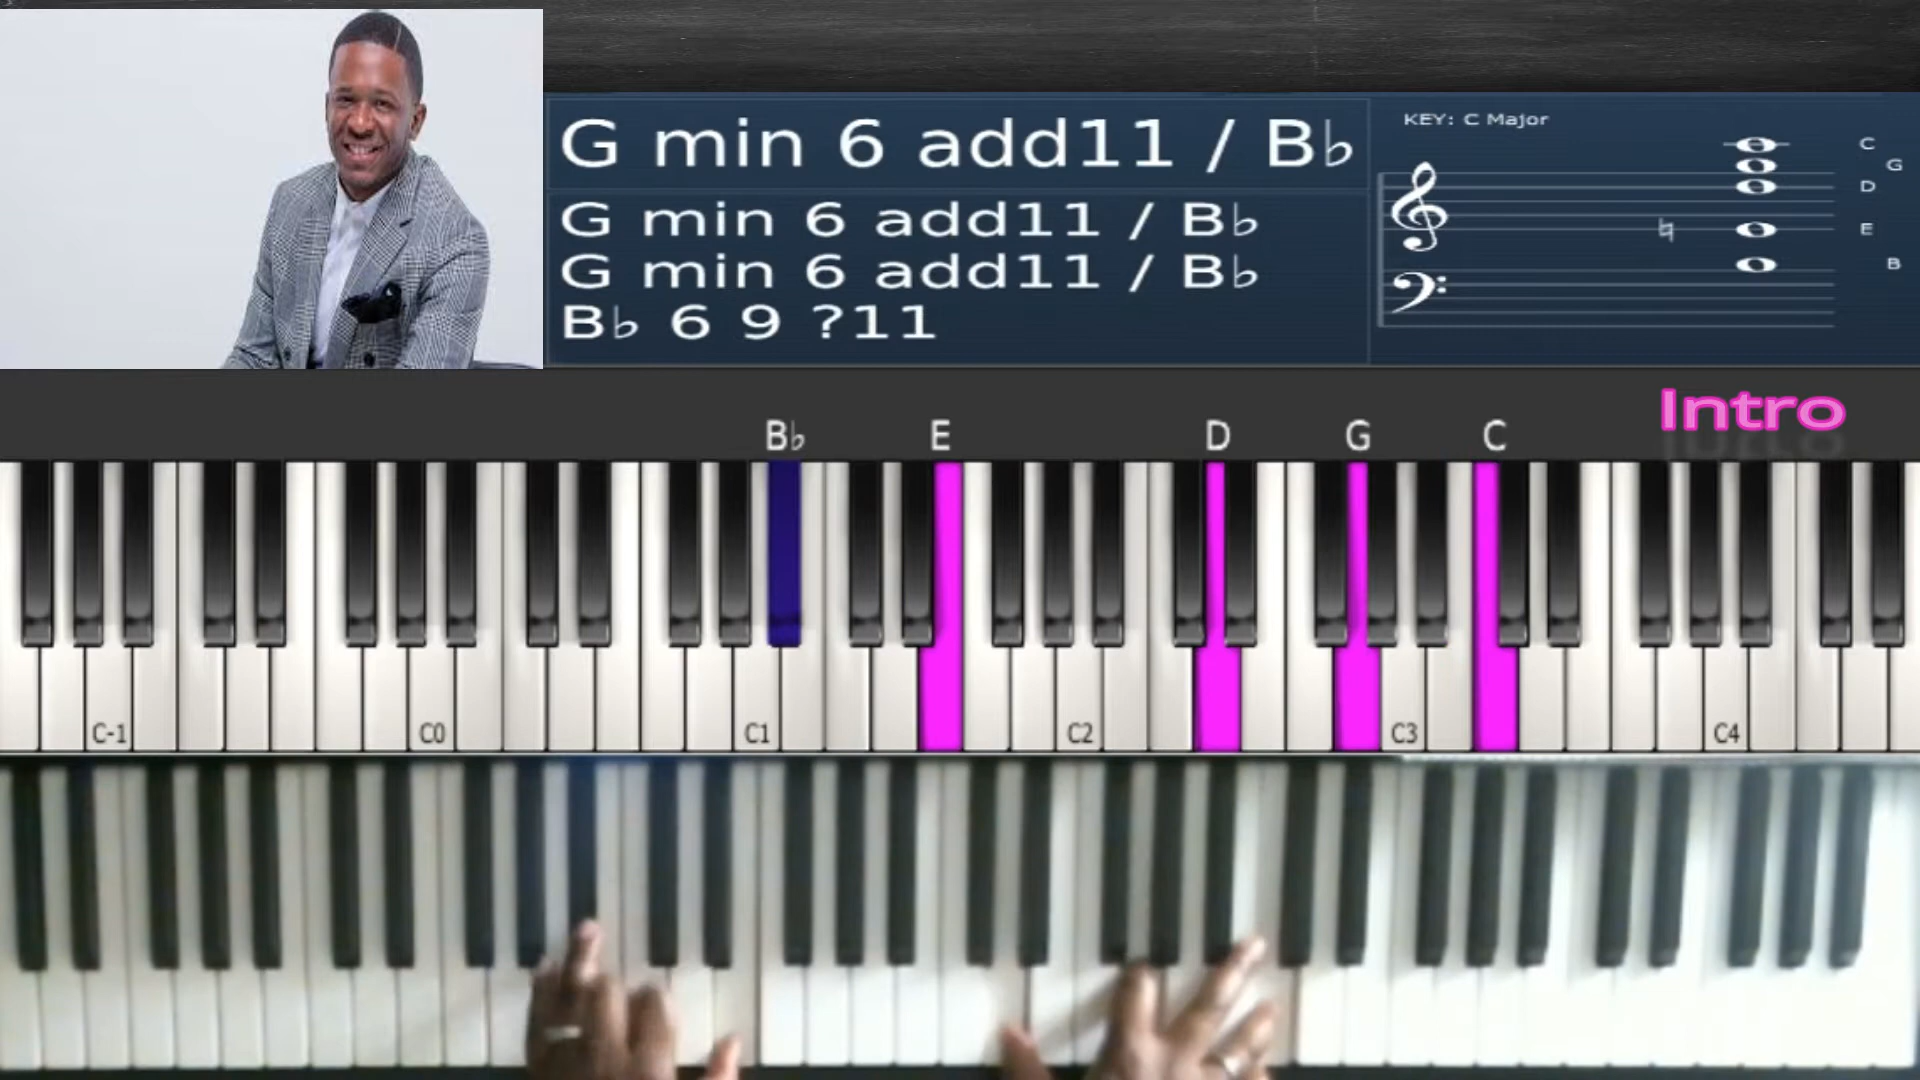 G min 6 add11 / B♭
G min 6 add11 / B♭
G min 6 add11 / B♭
B♭ 6 9 ?11
KEY: C Major
C
G
D
E
B
Intro
B♭ E D G C
C-1 C0 C1 C2 C3 C4